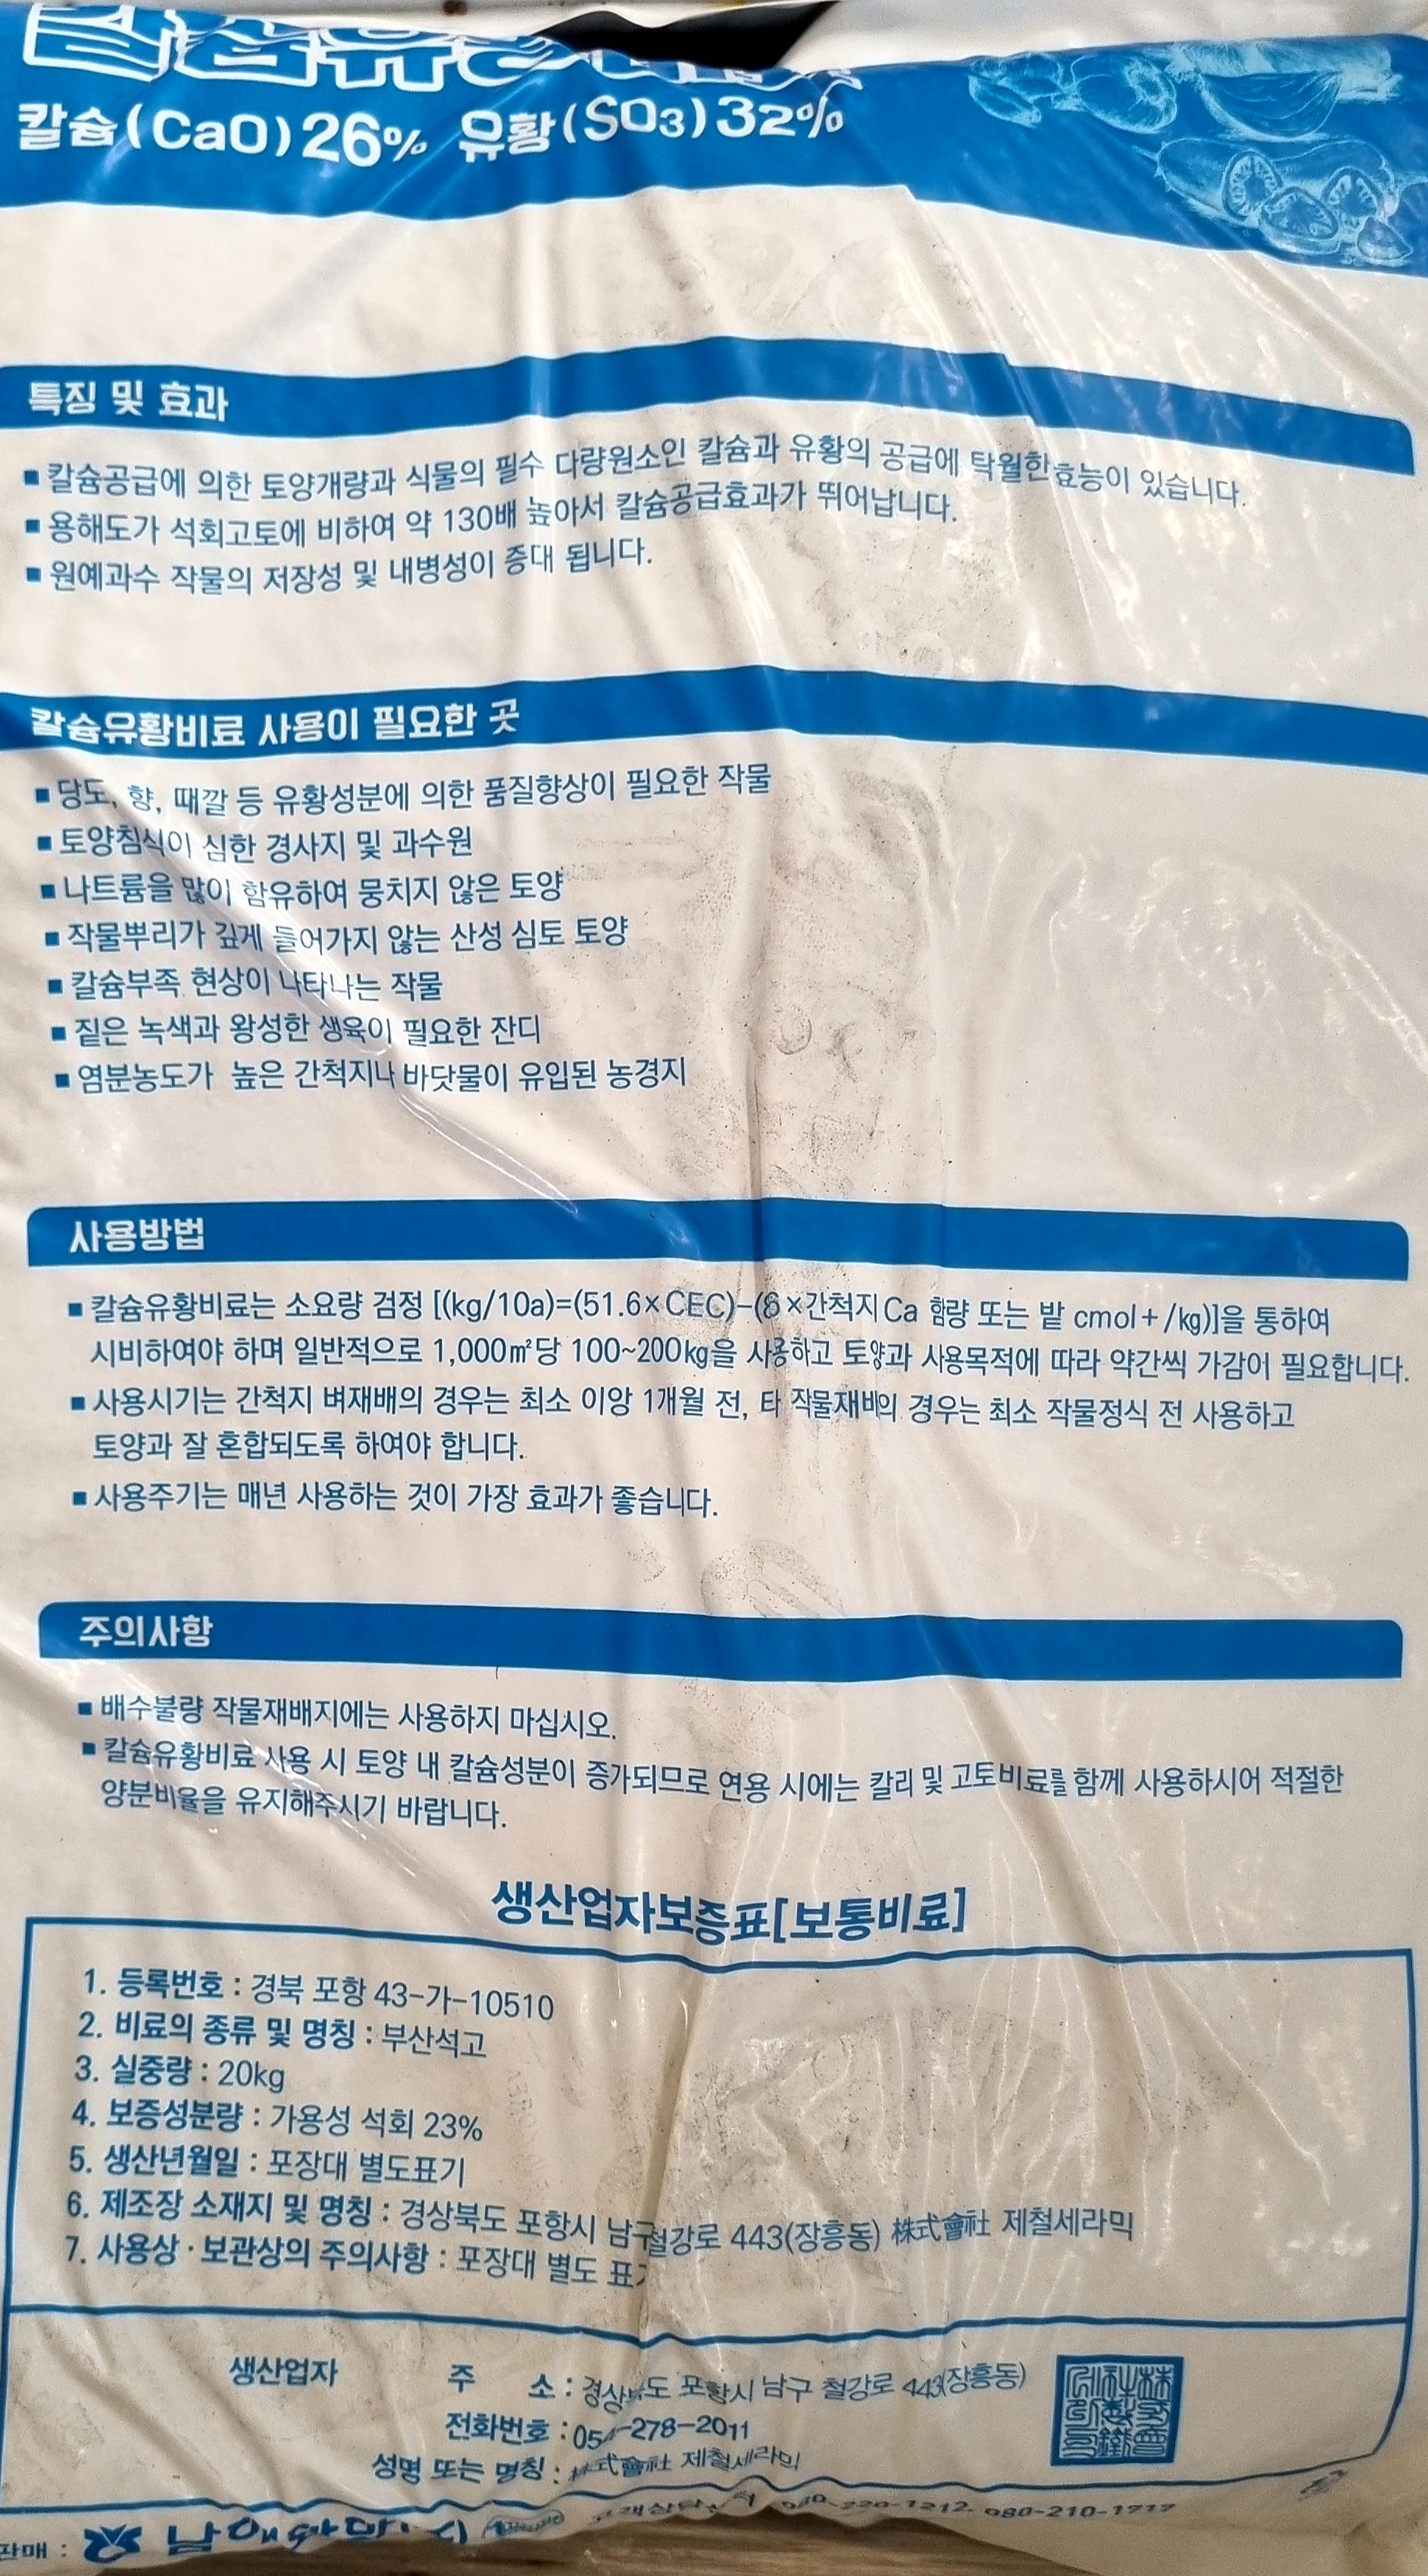 칼슘(CaO)26% 유황(SO3)32%
특징 및 효과
■ 칼슘공급에 의한 토양개량과 식물의 필수 다량원소인 칼슘과 유황의 공급에 탁월한효능이 있습니다.
■ 용해도가 석회고토에 비하여 약 130배 높아서 칼슘공급효과가 뛰어납니다.
■ 원예과수 작물의 저장성 및 내병성이 증대 됩니다.
칼슘유황비료 사용이 필요한 곳
■ 당도, 향, 때깔 등 유황성분에 의한 품질향상이 필요한 작물
■ 토양침식이 심한 경사지 및 과수원
■ 나트륨을 많이 함유하여 뭉치지 않은 토양
■ 작물뿌리가 깊게 들어가지 않는 산성 심토 토양
■ 칼슘부족 현상이 나타나는 작물
■ 짙은 녹색과 왕성한 생육이 필요한 잔디
■ 염분농도가 높은 간척지나 바닷물이 유입된 농경지
사용방법
■ 칼슘유황비료는 소요량 검정 [(kg/10a)=(51.6×CEC)-(6×간척지 Ca 함량 또는 밭 cmol+/kg)]을 통하여
시비하여야 하며 일반적으로 1,000㎡당 100~200kg을 사용하고 토양과 사용목적에 따라 약간씩 가감이 필요합니다.
■ 사용시기는 간척지 벼재배의 경우는 최소 이앙 1개월 전, 타 작물재배의 경우는 최소 작물정식 전 사용하고
토양과 잘 혼합되도록 하여야 합니다.
■ 사용주기는 매년 사용하는 것이 가장 효과가 좋습니다.
주의사항
■ 배수불량 작물재배지에는 사용하지 마십시오.
■ 칼슘유황비료 사용 시 토양 내 칼슘성분이 증가되므로 연용 시에는 칼리 및 고토비료를 함께 사용하시어 적절한
양분비율을 유지해주시기 바랍니다.
생산업자보증표[보통비료]
1. 등록번호 : 경북 포항 43-가-10510
2. 비료의 종류 및 명칭 : 부산석고
3. 실중량 : 20kg
4. 보증성분량 : 가용성 석회 23%
5. 생산년월일 : 포장대 별도표기
6. 제조장 소재지 및 명칭 : 경상북도 포항시 남구 철강로 443(장흥동) 株式會社 제철세라믹
7. 사용상·보관상의 주의사항 : 포장대 별도 표기
생산업자 주 소 : 경상북도 포항시 남구 철강로 443(장흥동)
전화번호 : 054-278-2011
성명 또는 명칭 : 株式會社 제철세라믹
판매 : 080-210-1717